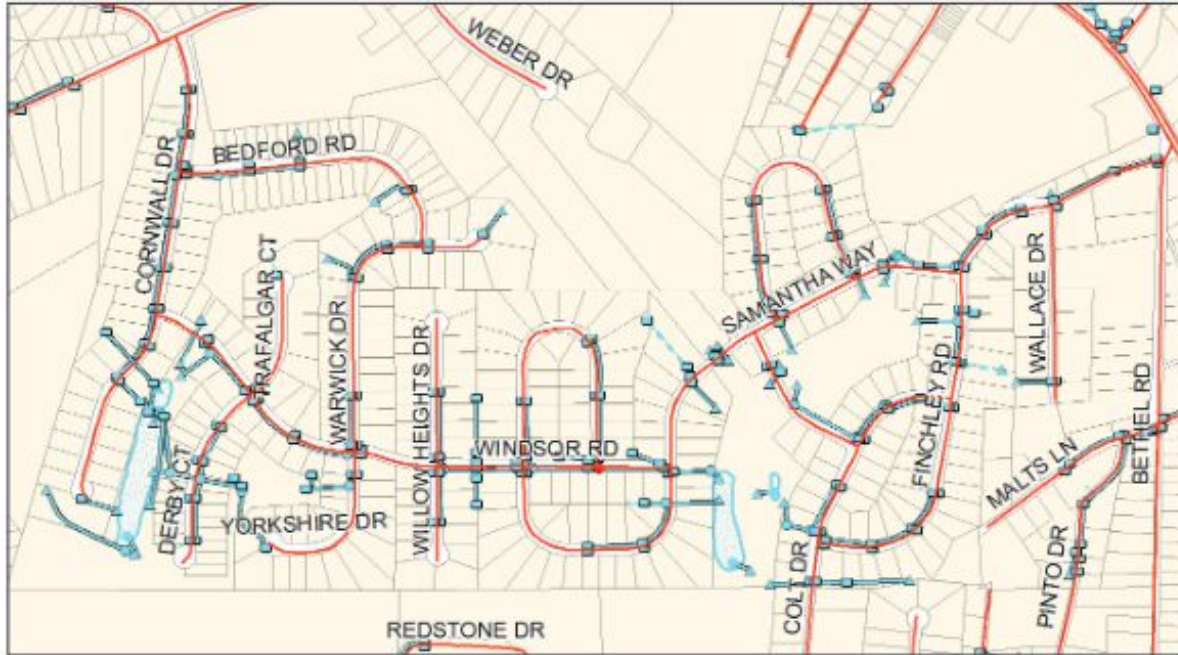 WEBER DR
BEDFORD RD
CORNWALL DR
TRAFALGAR CT
WARWICK DR
WILLOW HEIGHTS DR
SAMANTHA WAY
WALLACE DR
FINCHLEY RD
BETHEL RD
WINDSOR RD
MALTS LN
DERBY CT
YORKSHIRE DR
COLT DR
PINTO DR
REDSTONE DR